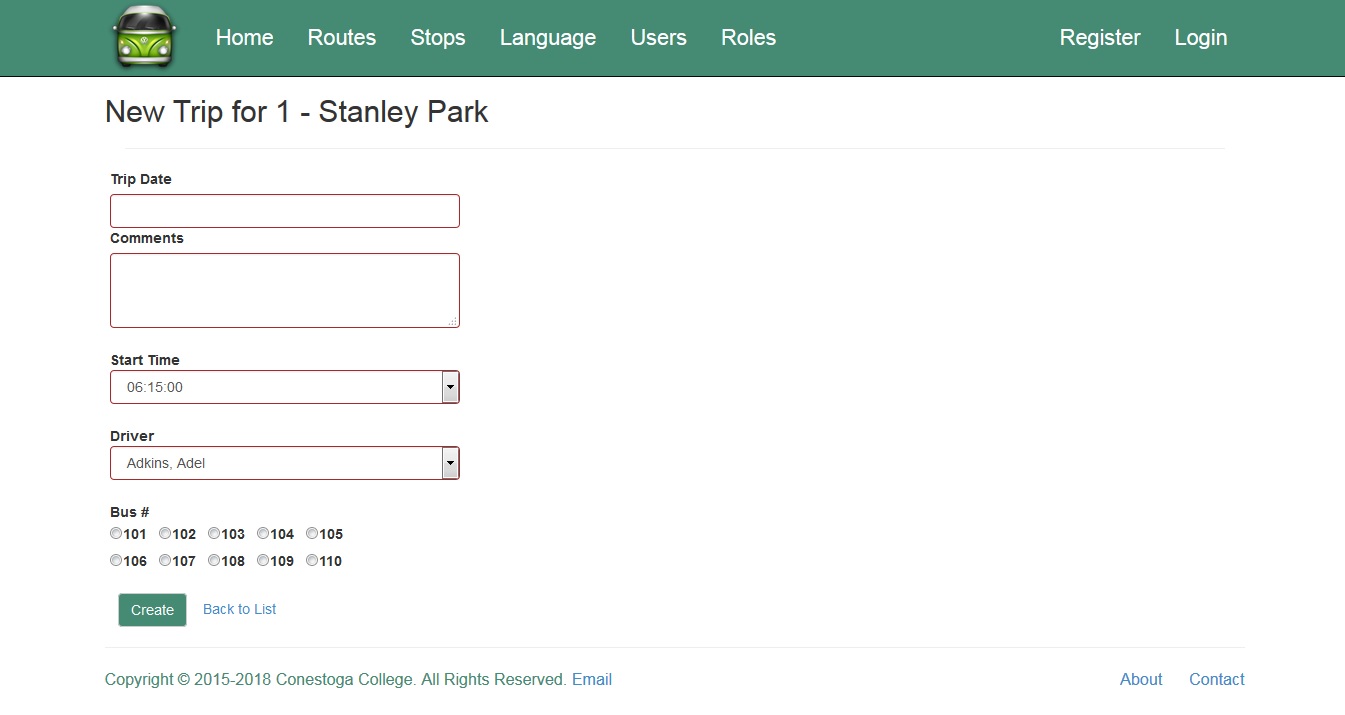 Home Routes Stops Language Users Roles Register Login
New Trip for 1 - Stanley Park
Trip Date
Comments
Start Time
06:15:00
Driver
Adkins, Adel
Bus #
101 102 103 104 105
106 107 108 109 110
Create Back to List
Copyright © 2015-2018 Conestoga College. All Rights Reserved. Email About Contact